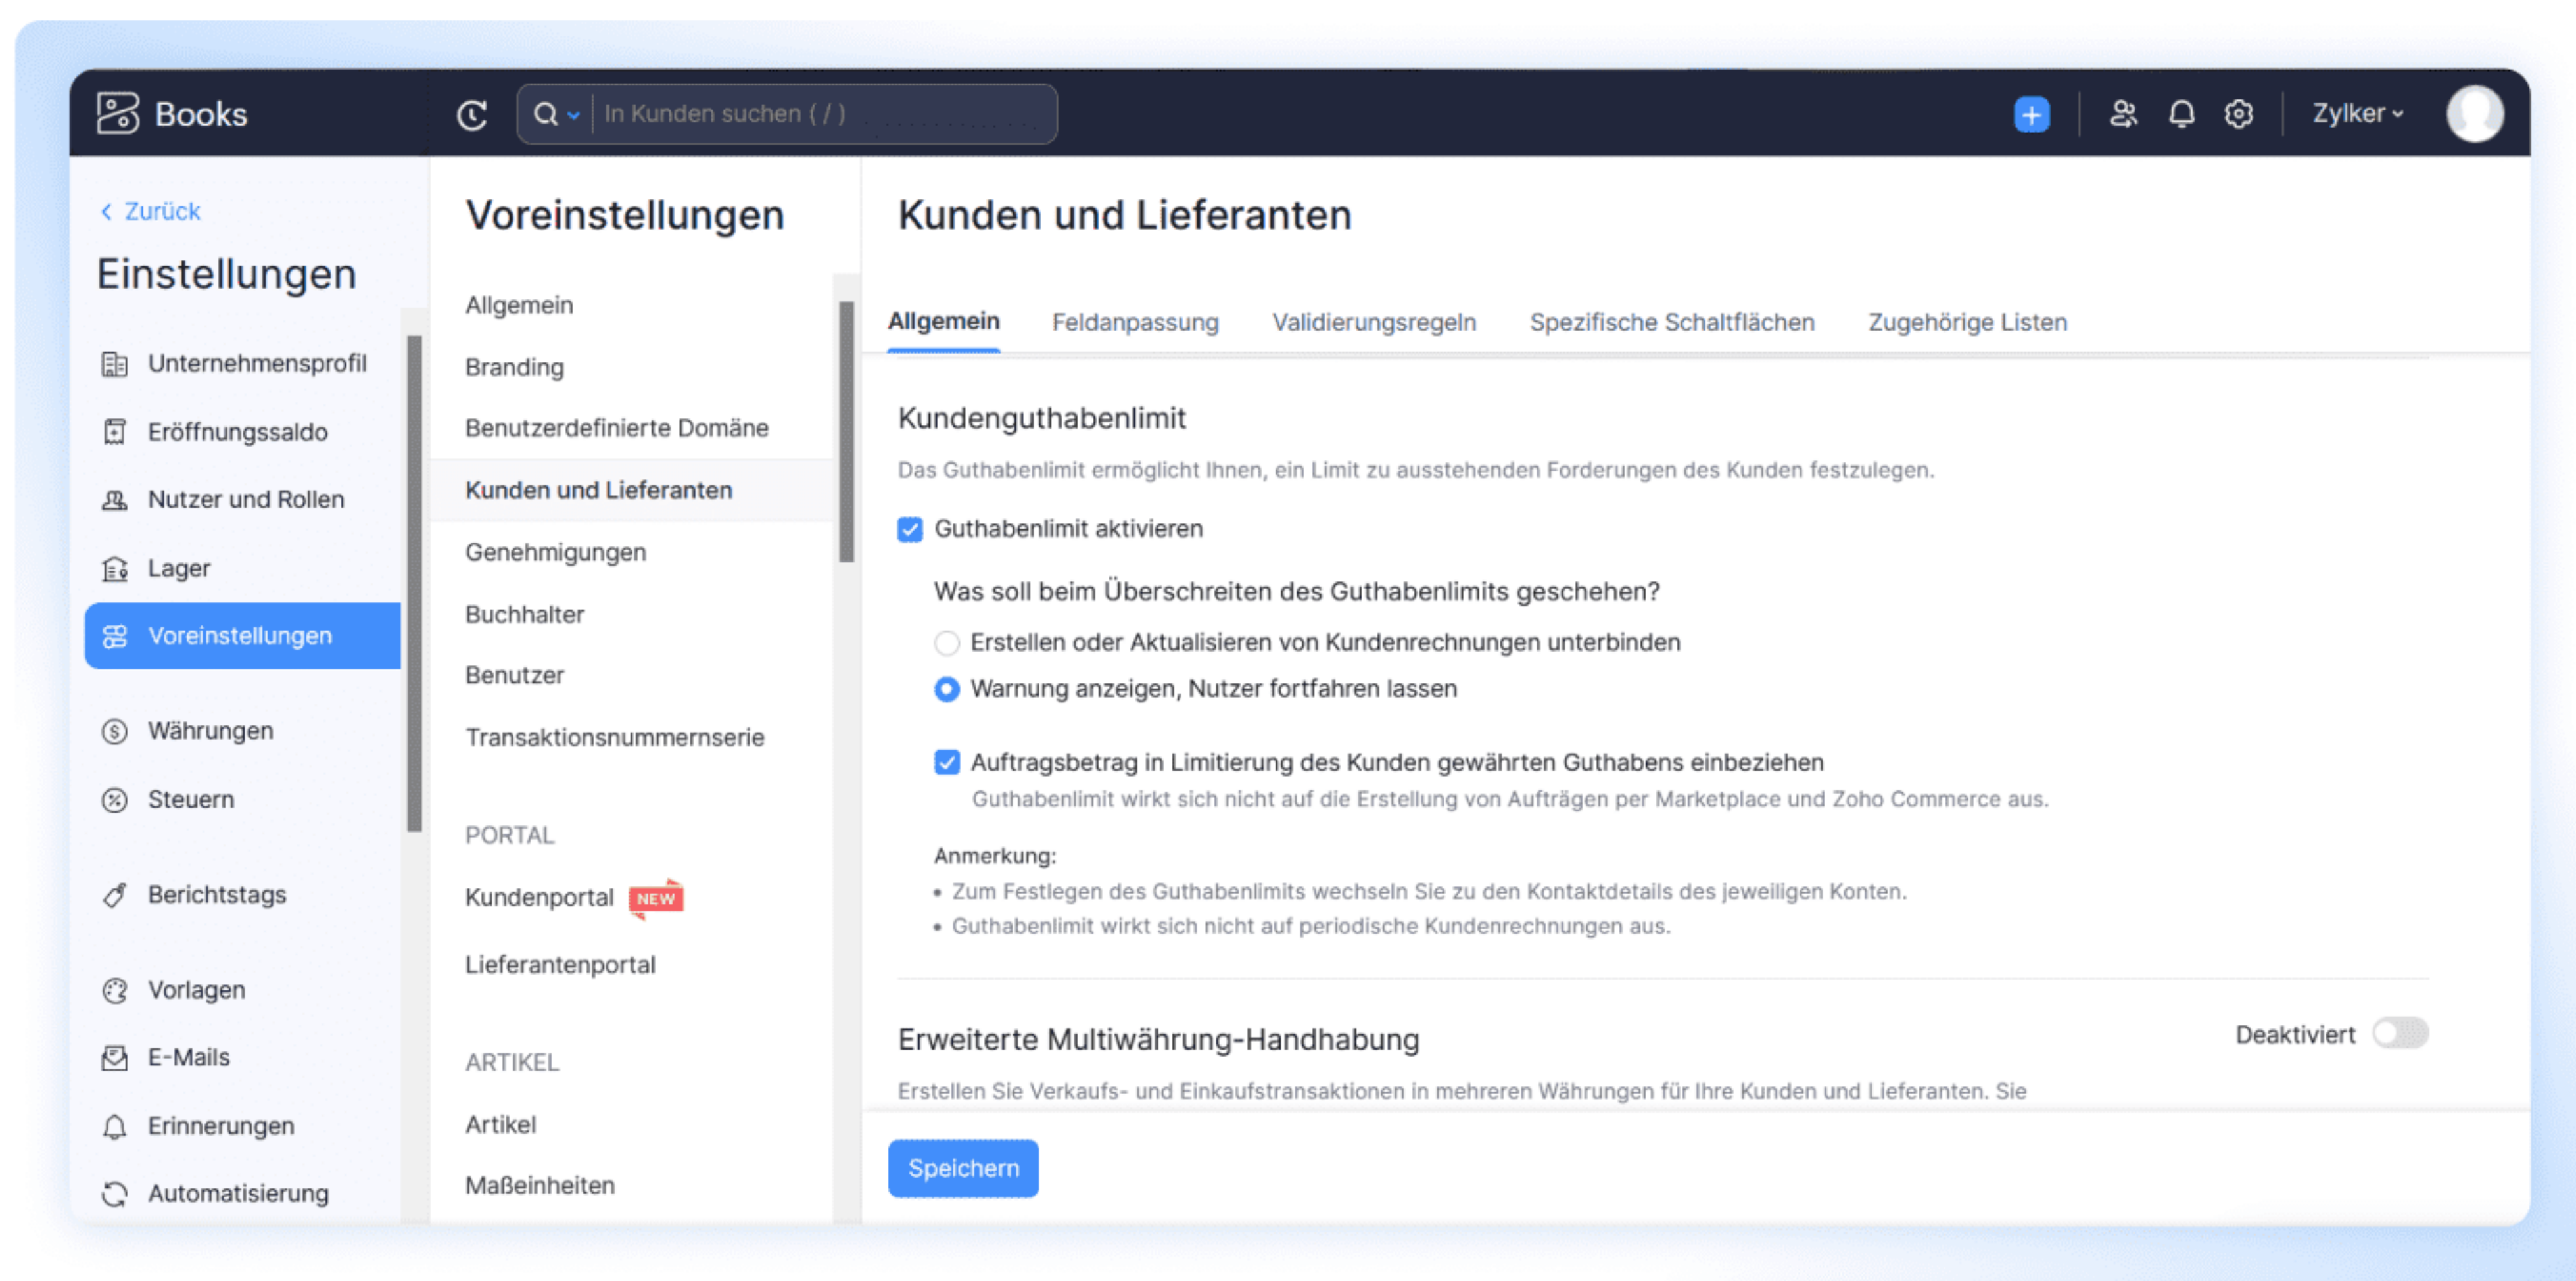 Books
In Kunden suchen ( / )
Zylker
Zurück
Einstellungen
Unternehmensprofil
Eröffnungssaldo
Nutzer und Rollen
Lager
Voreinstellungen
Währungen
Steuern
Berichtstags
Vorlagen
E-Mails
Erinnerungen
Automatisierung
Voreinstellungen
Allgemein
Branding
Benutzerdefinierte Domäne
Kunden und Lieferanten
Genehmigungen
Buchhalter
Benutzer
Transaktionsnummernserie
PORTAL
Kundenportal NEW
Lieferantenportal
ARTIKEL
Artikel
Maßeinheiten
Kunden und Lieferanten
Allgemein Feldanpassung Validierungsregeln Spezifische Schaltflächen Zugehörige Listen
Kundenguthabenlimit
Das Guthabenlimit ermöglicht Ihnen, ein Limit zu ausstehenden Forderungen des Kunden festzulegen.
Guthabenlimit aktivieren
Was soll beim Überschreiten des Guthabenlimits geschehen?
Erstellen oder Aktualisieren von Kundenrechnungen unterbinden
Warnung anzeigen, Nutzer fortfahren lassen
Auftragsbetrag in Limitierung des Kunden gewährten Guthabens einbeziehen
Guthabenlimit wirkt sich nicht auf die Erstellung von Aufträgen per Marketplace und Zoho Commerce aus.
Anmerkung:
• Zum Festlegen des Guthabenlimits wechseln Sie zu den Kontaktdetails des jeweiligen Konten.
• Guthabenlimit wirkt sich nicht auf periodische Kundenrechnungen aus.
Erweiterte Multiwährung-Handhabung
Deaktiviert
Erstellen Sie Verkaufs- und Einkaufstransaktionen in mehreren Währungen für Ihre Kunden und Lieferanten. Sie
Speichern